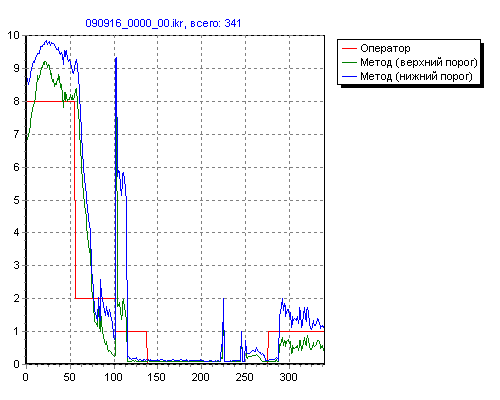 090916_0000_00.ikr, всего: 341
Оператор
Метод (верхний порог)
Метод (нижний порог)
10
9
8
7
6
5
4
3
2
1
0
0 50 100 150 200 250 300